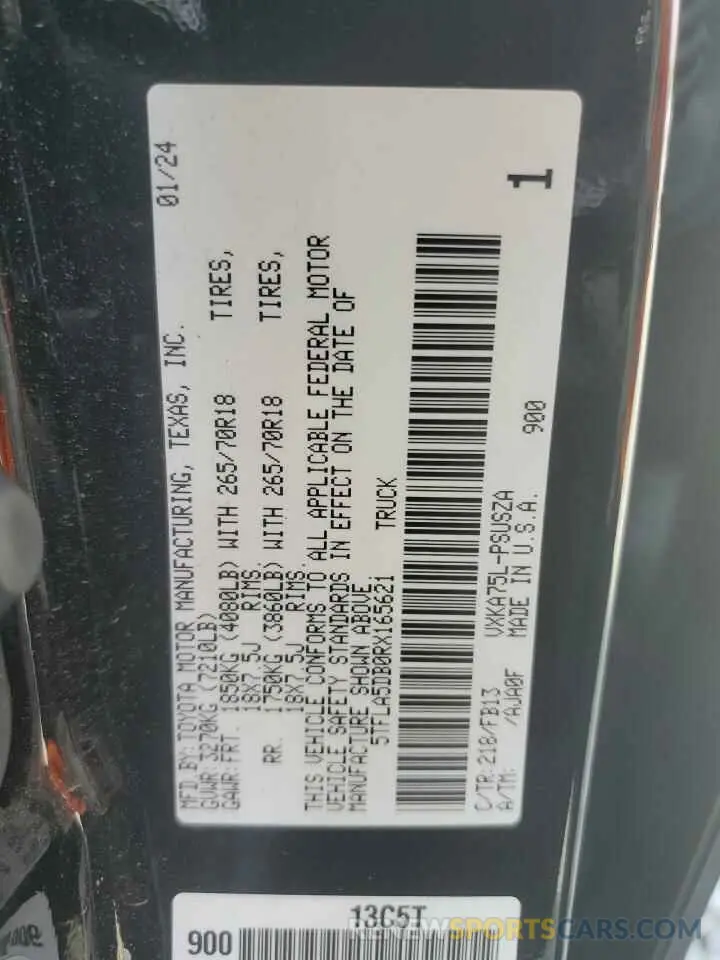 MFD.BY:TOYOTA MOTOR MANUFACTURING, TEXAS, INC. 01/24
GVWR:3270KG (7210LB)
GAWR:FRT. 1850KG (4080LB) WITH 265/70R18 TIRES,
18X7.5J RIMS.
RR. 1750KG (3860LB) WITH 265/70R18 TIRES,
18X7.5J RIMS.
THIS VEHICLE CONFORMS TO ALL APPLICABLE FEDERAL MOTOR
VEHICLE SAFETY STANDARDS IN EFFECT ON THE DATE OF
MANUFACTURE SHOWN ABOVE.
5TFLA5DB0RX165621 TRUCK
C/TR:218/FB13 VXKA75L-PSUSZA 900
A/TM: /AJA0F MADE IN U.S.A.
1
13C5T
900
RENEWSPORTSCARS.COM